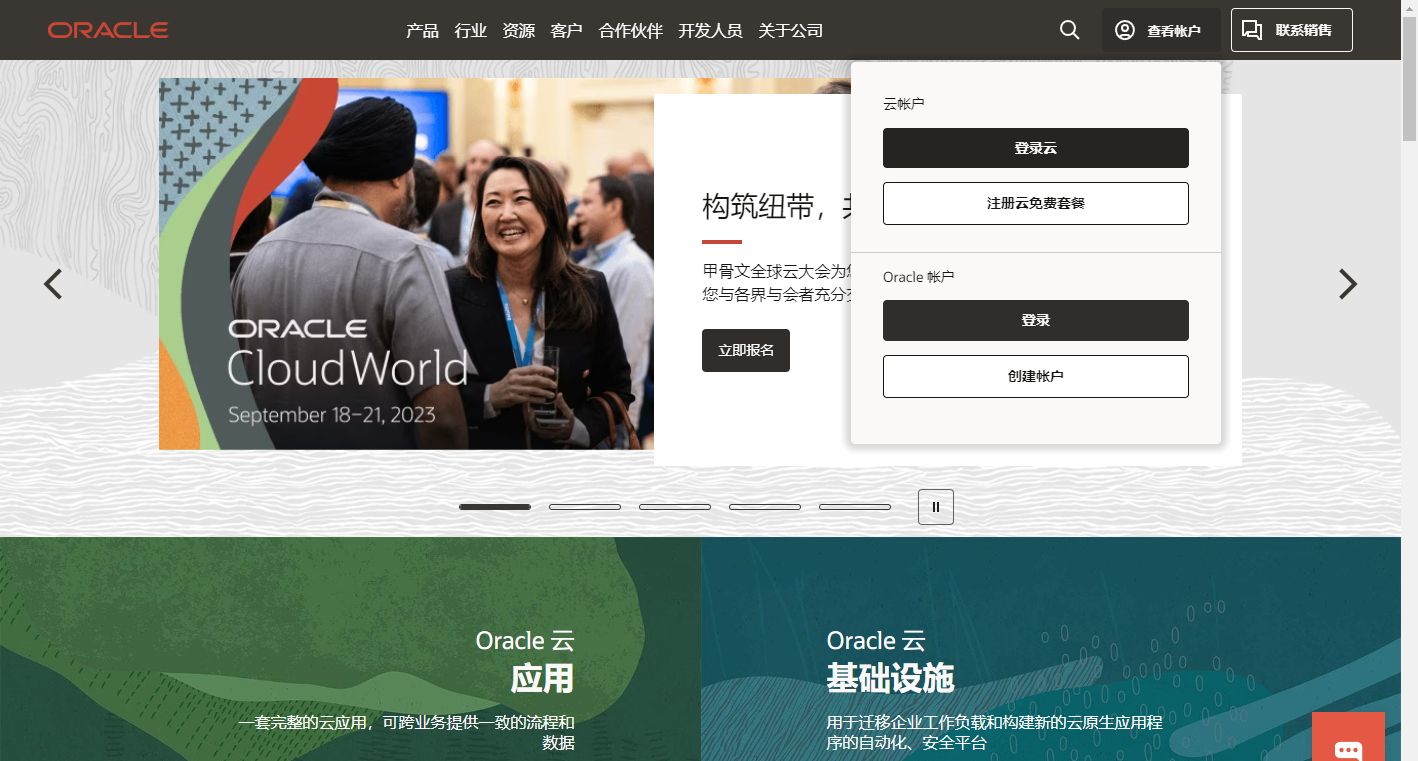 ORACLE
产品 行业 资源 客户 合作伙伴 开发人员 关于公司
查看帐户
联系销售
云帐户
登录云
注册云免费套餐
Oracle 帐户
登录
创建帐户
构筑纽带，
甲骨文全球云大会为
您与各界与会者充分
立即报名
ORACLE
CloudWorld
September 18–21, 2023
Oracle 云
应用
一套完整的云应用，可跨业务提供一致的流程和
数据
Oracle 云
基础设施
用于迁移企业工作负载和构建新的云原生应用程
序的自动化、安全平台